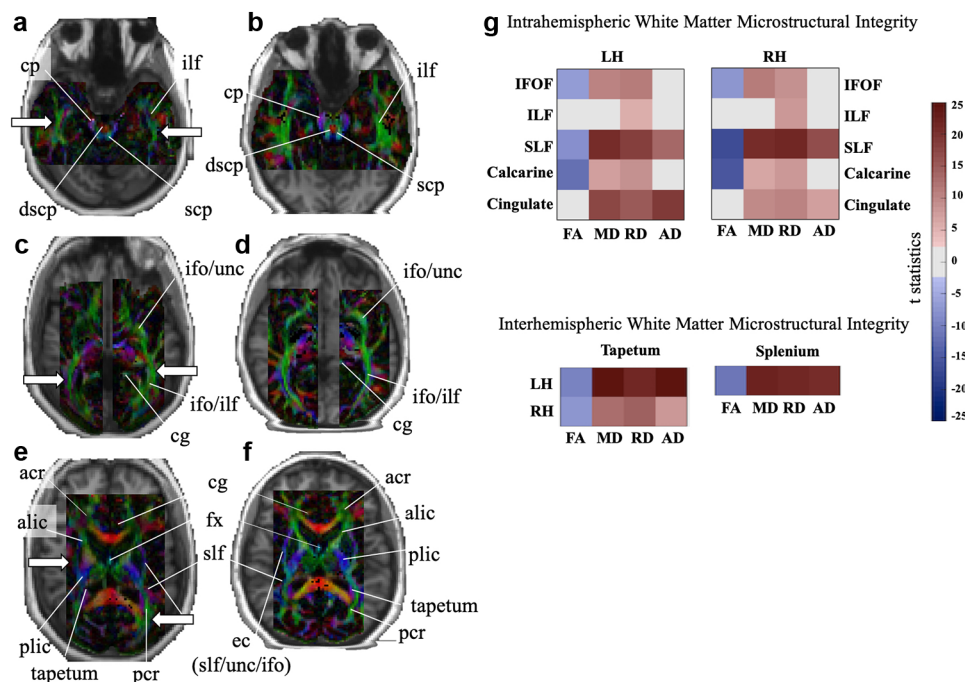 a
cp
ilf
dscp
scp
b
ilf
cp
dscp
scp
c
ifo/unc
ifo/ilf
cg
d
ifo/unc
ifo/ilf
cg
e
acr
alic
plic
tapetum
pcr
cg
fx
slf
f
acr
alic
plic
tapetum
pcr
ec
(slf/unc/ifo)
g
Intrahemispheric White Matter Microstructural Integrity
LH
RH
IFOF
ILF
SLF
Calcarine
Cingulate
FA MD RD AD
IFOF
ILF
SLF
Calcarine
Cingulate
FA MD RD AD
Interhemispheric White Matter Microstructural Integrity
Tapetum
Splenium
LH
RH
FA MD RD AD
FA MD RD AD
t statistics
25
20
15
10
5
2
0
-2
-5
-10
-15
-20
-25